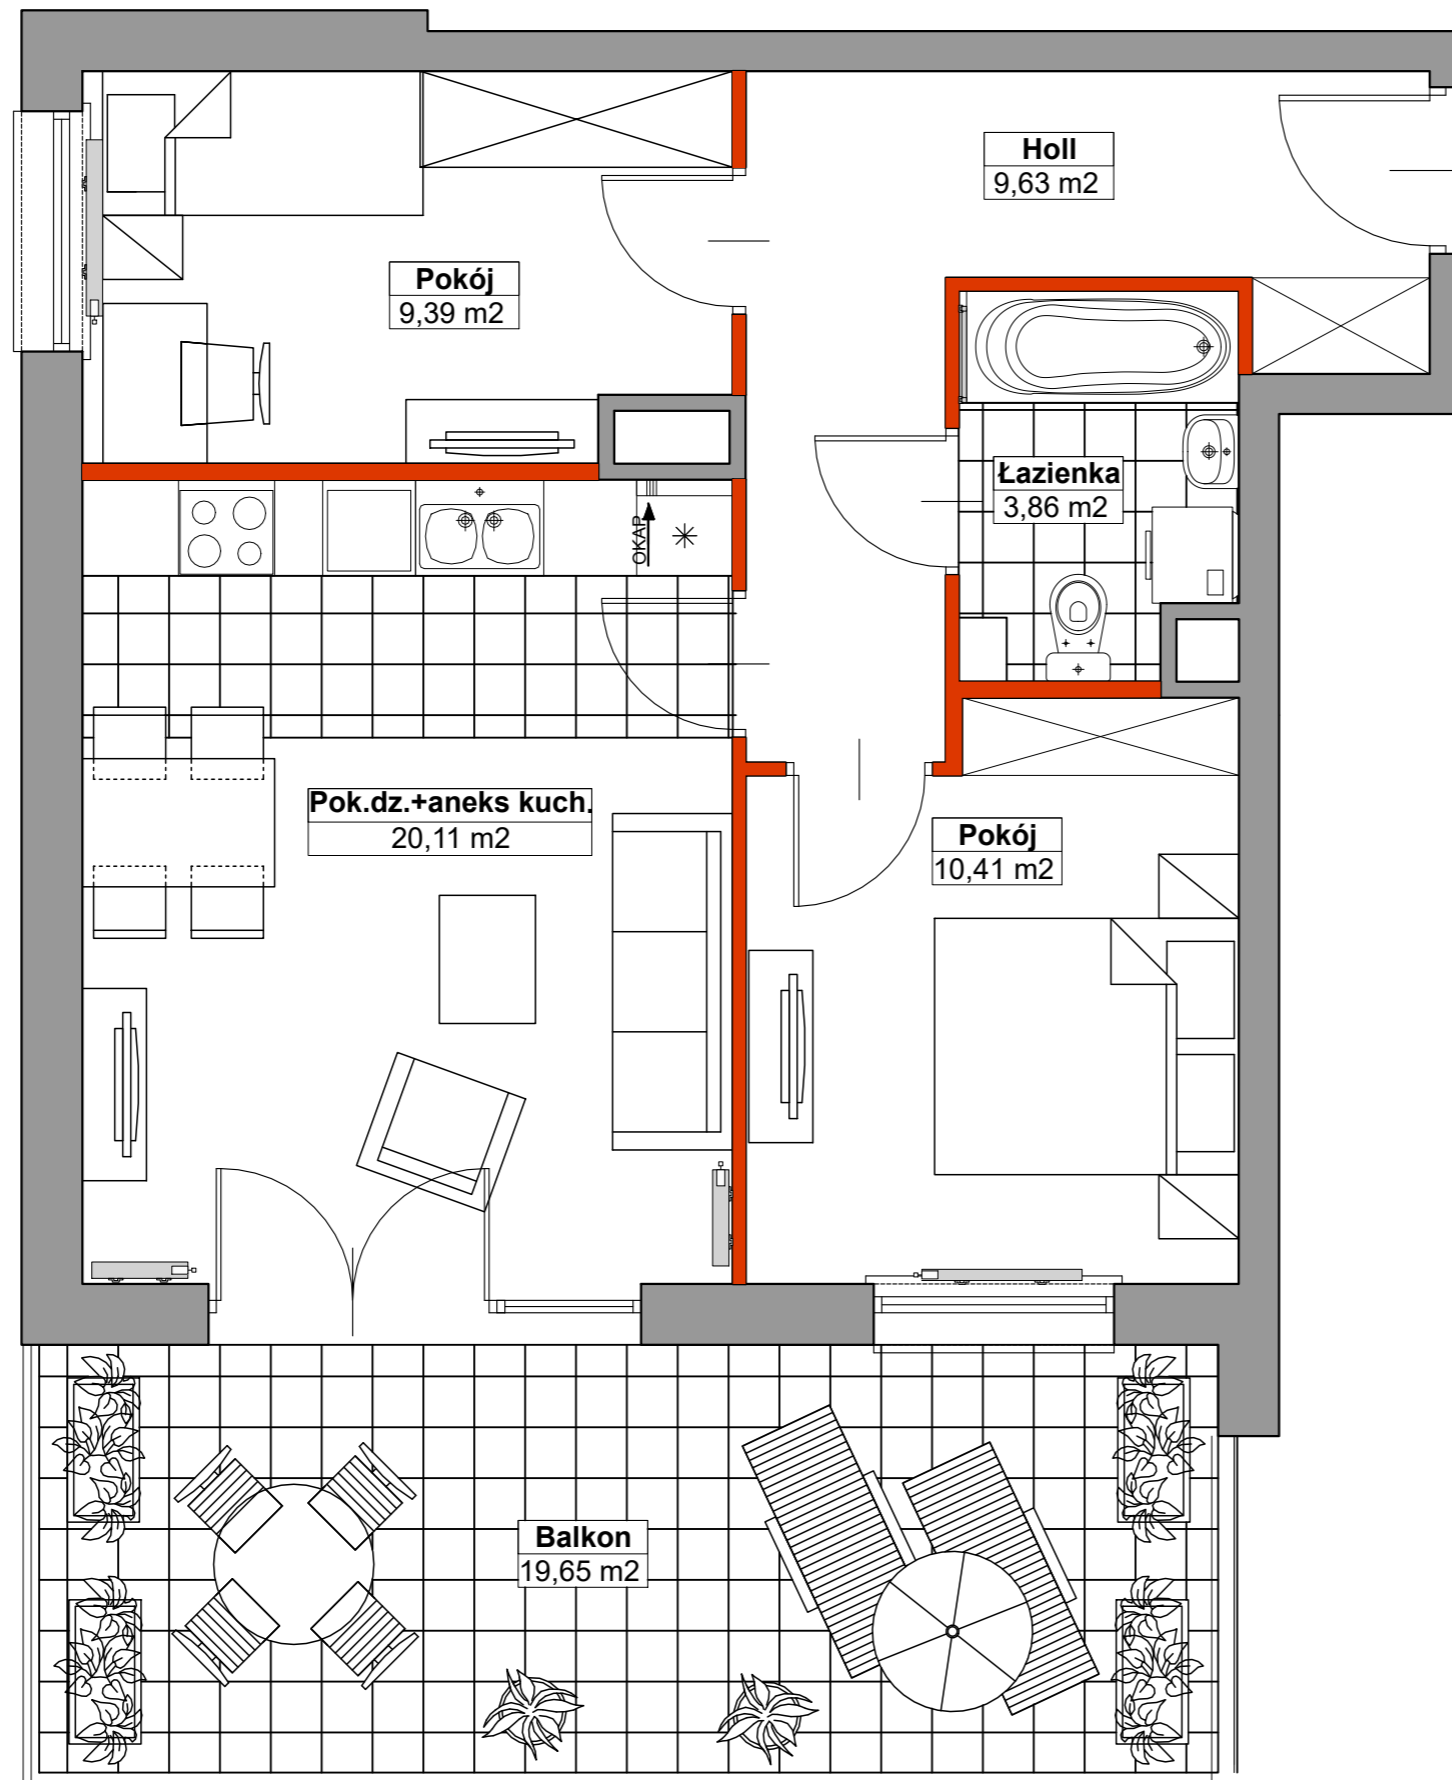 Holl
9,63 m2
Pokój
9,39 m2
Łazienka
3,86 m2
OKAP
Pok.dz.+aneks kuch.
20,11 m2
Pokój
10,41 m2
Balkon
19,65 m2